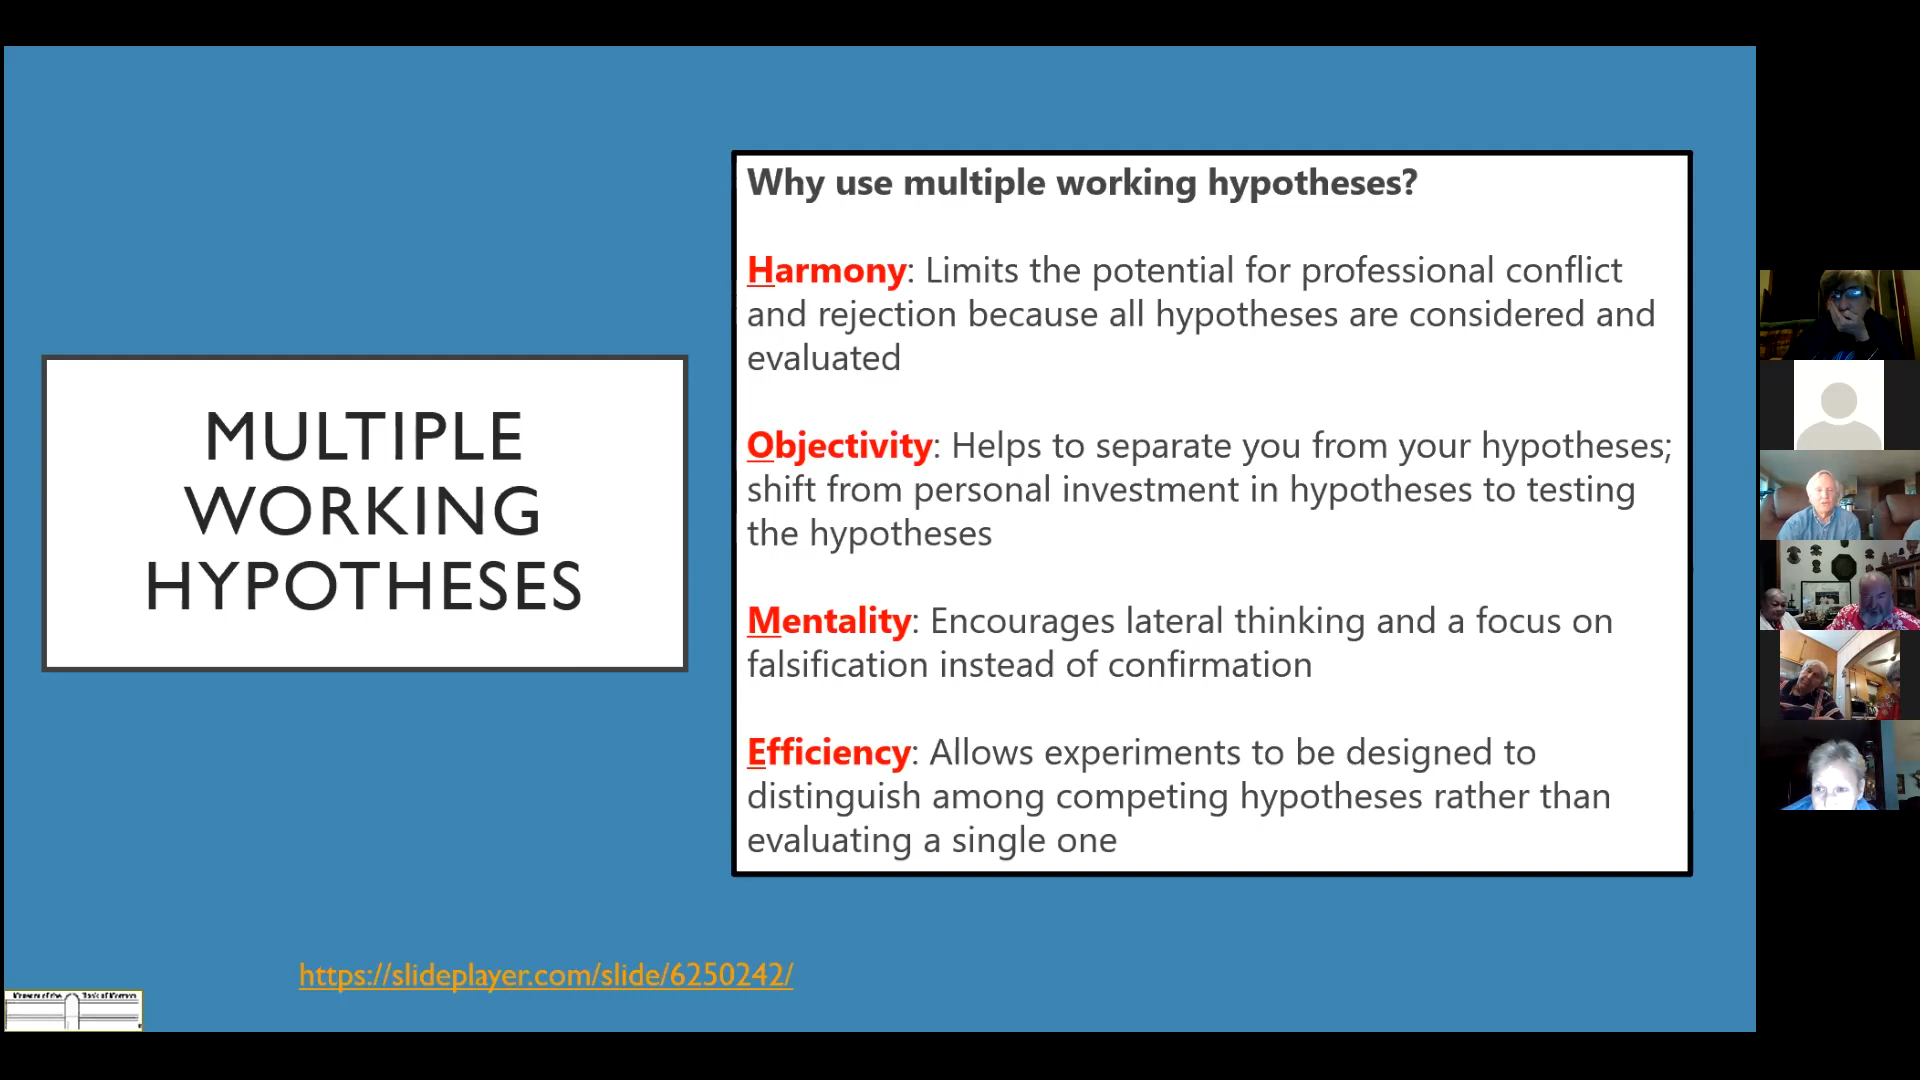 MULTIPLE
WORKING
HYPOTHESES
Why use multiple working hypotheses?
Harmony: Limits the potential for professional conflict
and rejection because all hypotheses are considered and
evaluated
Objectivity: Helps to separate you from your hypotheses;
shift from personal investment in hypotheses to testing
the hypotheses
Mentality: Encourages lateral thinking and a focus on
falsification instead of confirmation
Efficiency: Allows experiments to be designed to
distinguish among competing hypotheses rather than
evaluating a single one
https://slideplayer.com/slide/6250242/